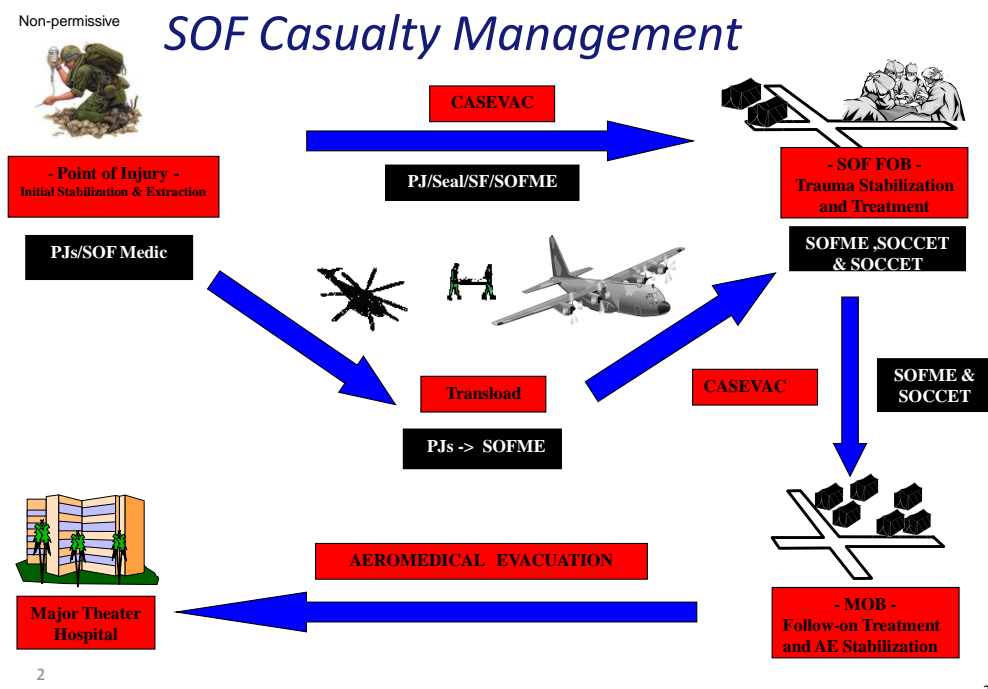 Non-permissive
SOF Casualty Management
CASEVAC
- Point of Injury -
Initial Stabilization & Extraction
PJ/Seal/SF/SOFME
- SOF FOB -
Trauma Stabilization
and Treatment
PJs/SOF Medic
SOFME ,SOCCET
& SOCCET
Transload
CASEVAC
SOFME &
SOCCET
PJs -> SOFME
AEROMEDICAL EVACUATION
Major Theater
Hospital
- MOB -
Follow-on Treatment
and AE Stabilization
2